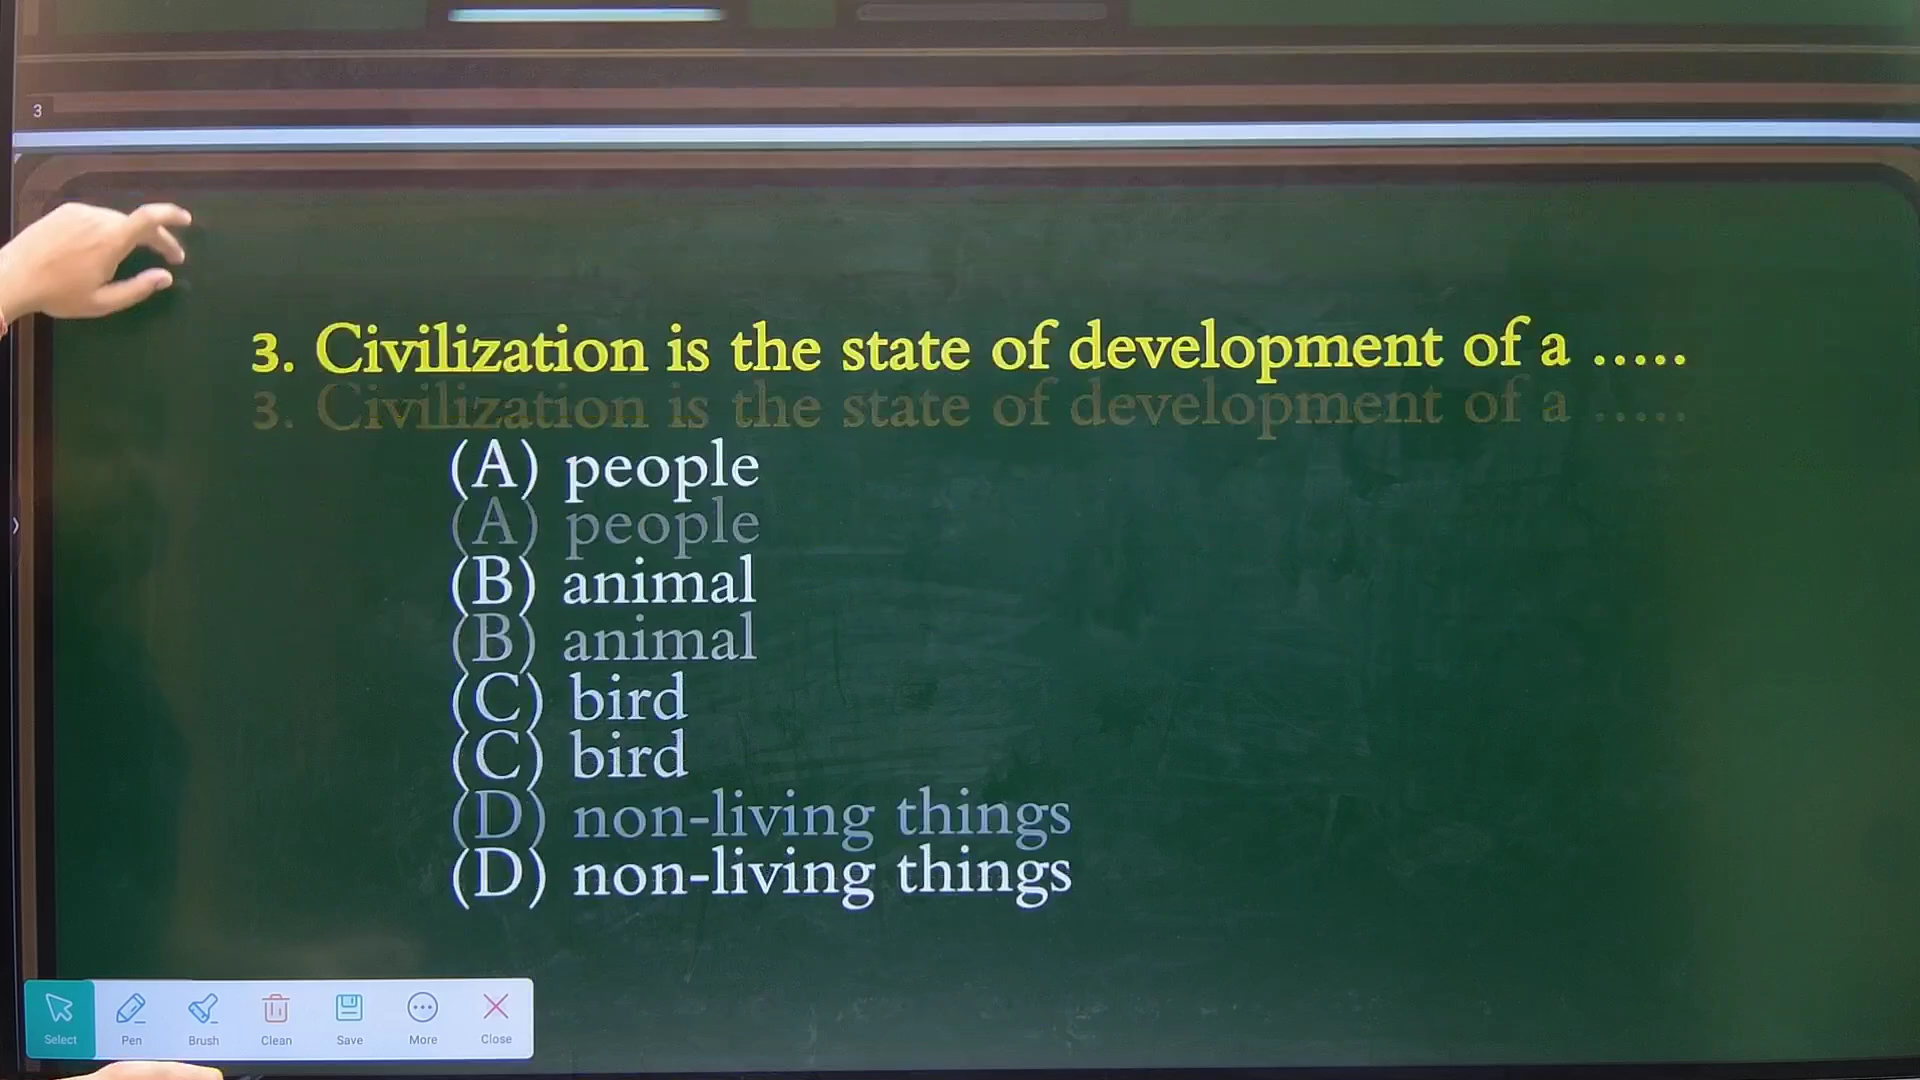 3
3. Civilization is the state of development of a .....
3. Civilization is the state of development of a .....
(A) people
(A) people
(B) animal
(B) animal
(C) bird
(C) bird
(D) non-living things
(D) non-living things
Select Pen Brush Clean Save More Close